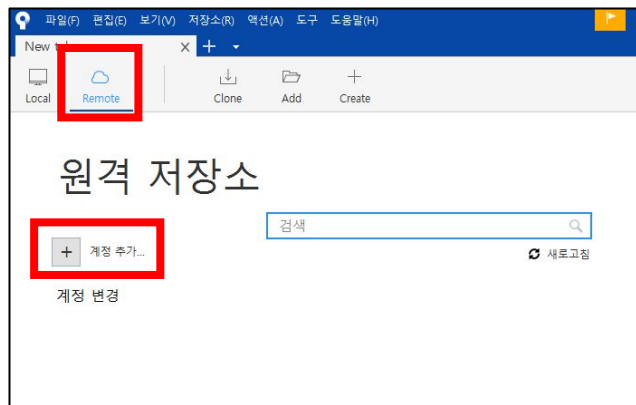 파일(F) 편집(E) 보기(V) 저장소(R) 액션(A) 도구 도움말(H)
New
Local Remote Clone Add Create
원격 저장소
검색
계정 추가...
새로고침
계정 변경